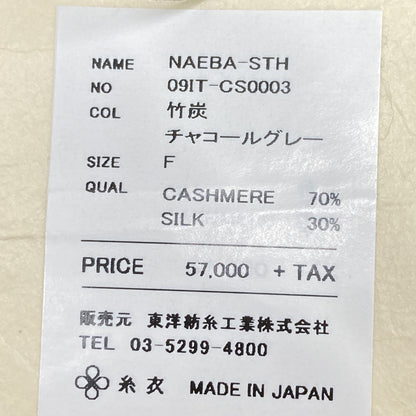 NAME NAEBA-STH
NO 09IT-CS0003
COL 竹炭
チャコールグレー
SIZE F
QUAL CASHMERE 70%
SILK 30%
PRICE 57,000 + TAX
販売元 東洋紡糸工業株式会社
TEL 03-5299-4800
糸衣 MADE IN JAPAN